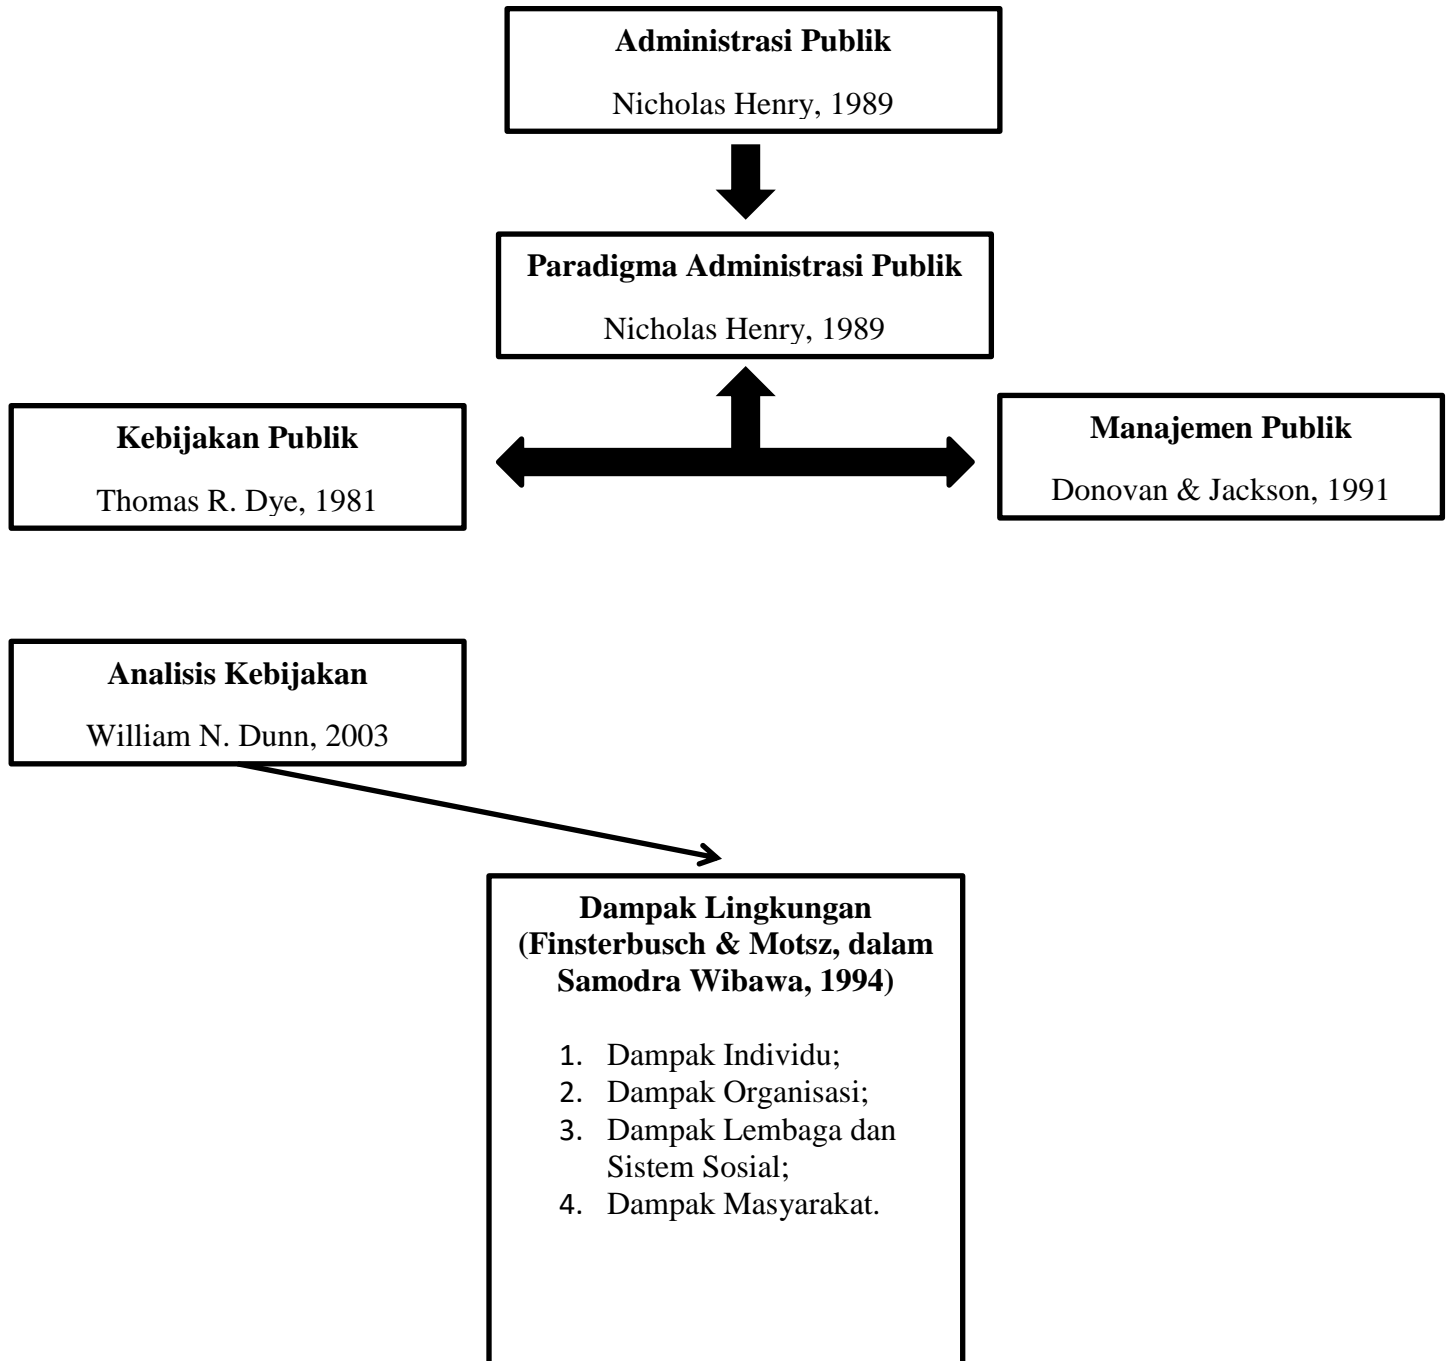 Administrasi Publik
Nicholas Henry, 1989
Paradigma Administrasi Publik
Nicholas Henry, 1989
Kebijakan Publik
Thomas R. Dye, 1981
Manajemen Publik
Donovan & Jackson, 1991
Analisis Kebijakan
William N. Dunn, 2003
Dampak Lingkungan
(Finsterbusch & Motsz, dalam
Samodra Wibawa, 1994)
1. Dampak Individu;
2. Dampak Organisasi;
3. Dampak Lembaga dan
Sistem Sosial;
4. Dampak Masyarakat.